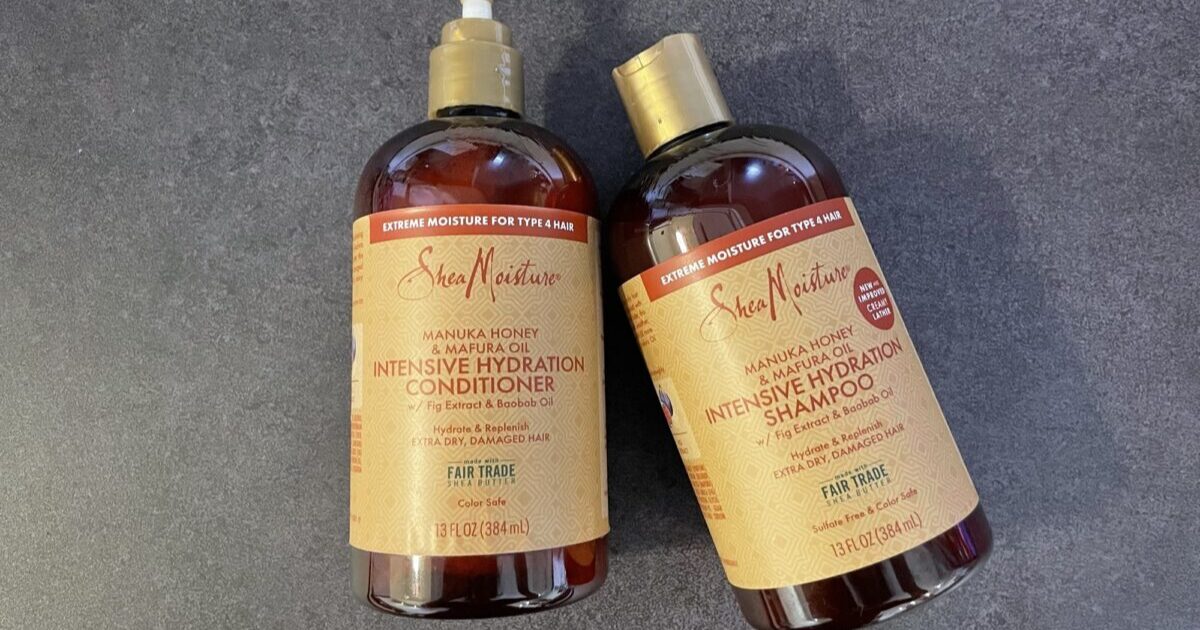 EXTREME MOISTURE FOR TYPE 4 HAIR
SheaMoisture®
MANUKA HONEY
& MAFURA OIL
INTENSIVE HYDRATION
CONDITIONER
w/ Fig Extract & Baobab Oil
Hydrate & Replenish
EXTRA DRY, DAMAGED HAIR
made with
FAIR TRADE
SHEA BUTTER
Color Safe
13 FL OZ (384 mL)
EXTREME MOISTURE FOR TYPE 4 HAIR
SheaMoisture®
NEW AND
IMPROVED
CREAMY
LATHER
MANUKA HONEY
& MAFURA OIL
INTENSIVE HYDRATION
SHAMPOO
w/ Fig Extract & Baobab Oil
Hydrate & Replenish
EXTRA DRY, DAMAGED HAIR
made with
FAIR TRADE
SHEA BUTTER
Sulfate Free & Color Safe
13 FL OZ (384 mL)